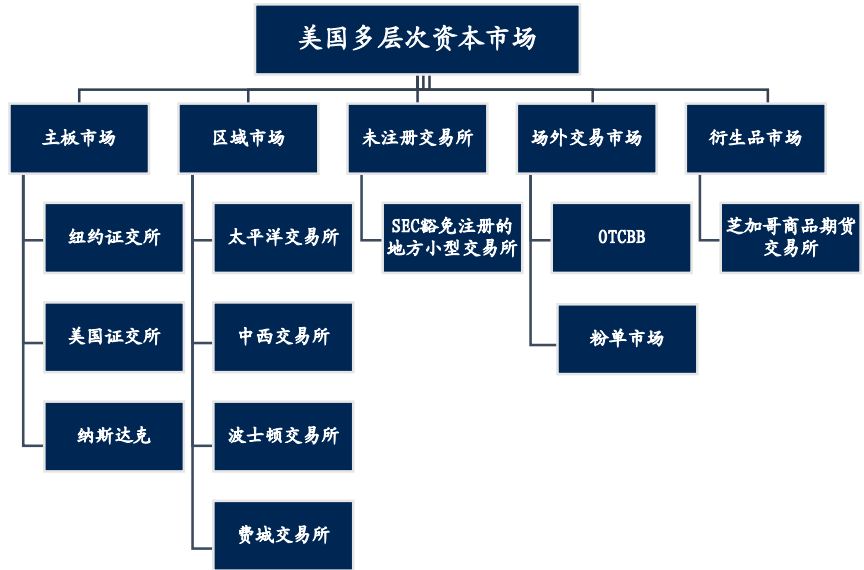 美国多层次资本市场
主板市场
区域市场
未注册交易所
场外交易市场
衍生品市场
纽约证交所
太平洋交易所
SEC豁免注册的
地方小型交易所
OTCBB
芝加哥商品期货
交易所
美国证交所
中西交易所
粉单市场
纳斯达克
波士顿交易所
费城交易所